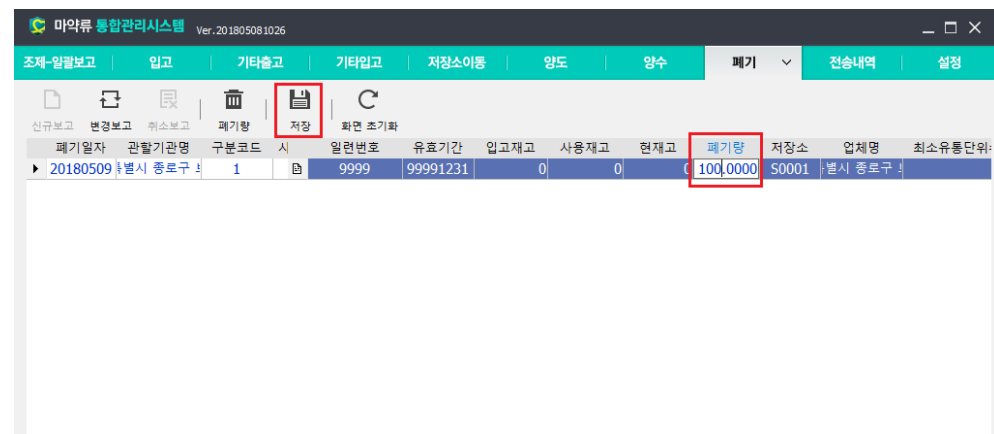 마약류 통합관리시스템 Ver.201805081026
조제-일괄보고 입고 기타출고 기타입고 저장소이동 양도 양수 폐기 전송내역 설정
신규보고 변경보고 취소보고 폐기량 저장 화면 초기화
폐기일자 관할기관명 구분코드 일련번호 유효기간 입고재고 사용재고 현재고 폐기량 저장소 업체명 최소유통단위
20180509 별시 종로구 1 9999 99991231 0 0 0 100.0000 S0001 별시 종로구